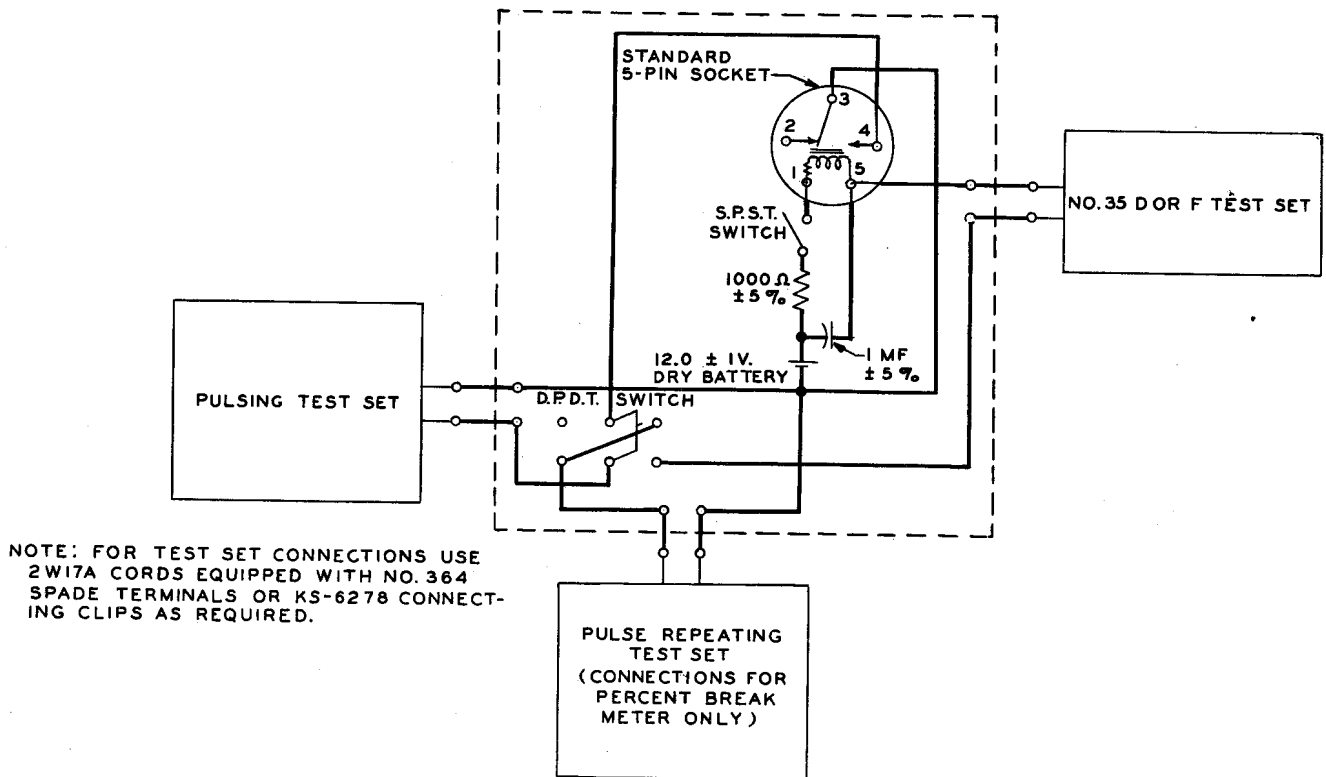 STANDARD
5-PIN SOCKET
3
2
4
1
5
S.P.S.T.
SWITCH
1000 Ω
±5%
12.0 ± 1V.
DRY BATTERY
1 MF
±5%
D.P.D.T. SWITCH
PULSING TEST SET
NO.35 D OR F TEST SET
NOTE: FOR TEST SET CONNECTIONS USE
2W17A CORDS EQUIPPED WITH NO. 364
SPADE TERMINALS OR KS-6278 CONNECT-
ING CLIPS AS REQUIRED.
PULSE REPEATING
TEST SET
(CONNECTIONS FOR
PERCENT BREAK
METER ONLY)